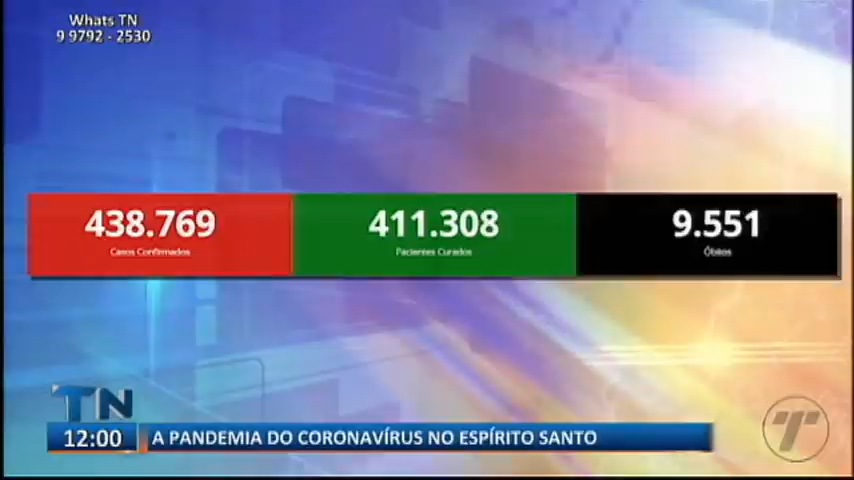 Whats TN
9 9792 - 2530
438.769
Casos Confirmados
411.308
Pacientes Curados
9.551
Óbitos
TN
12:00
A PANDEMIA DO CORONAVÍRUS NO ESPÍRITO SANTO
T